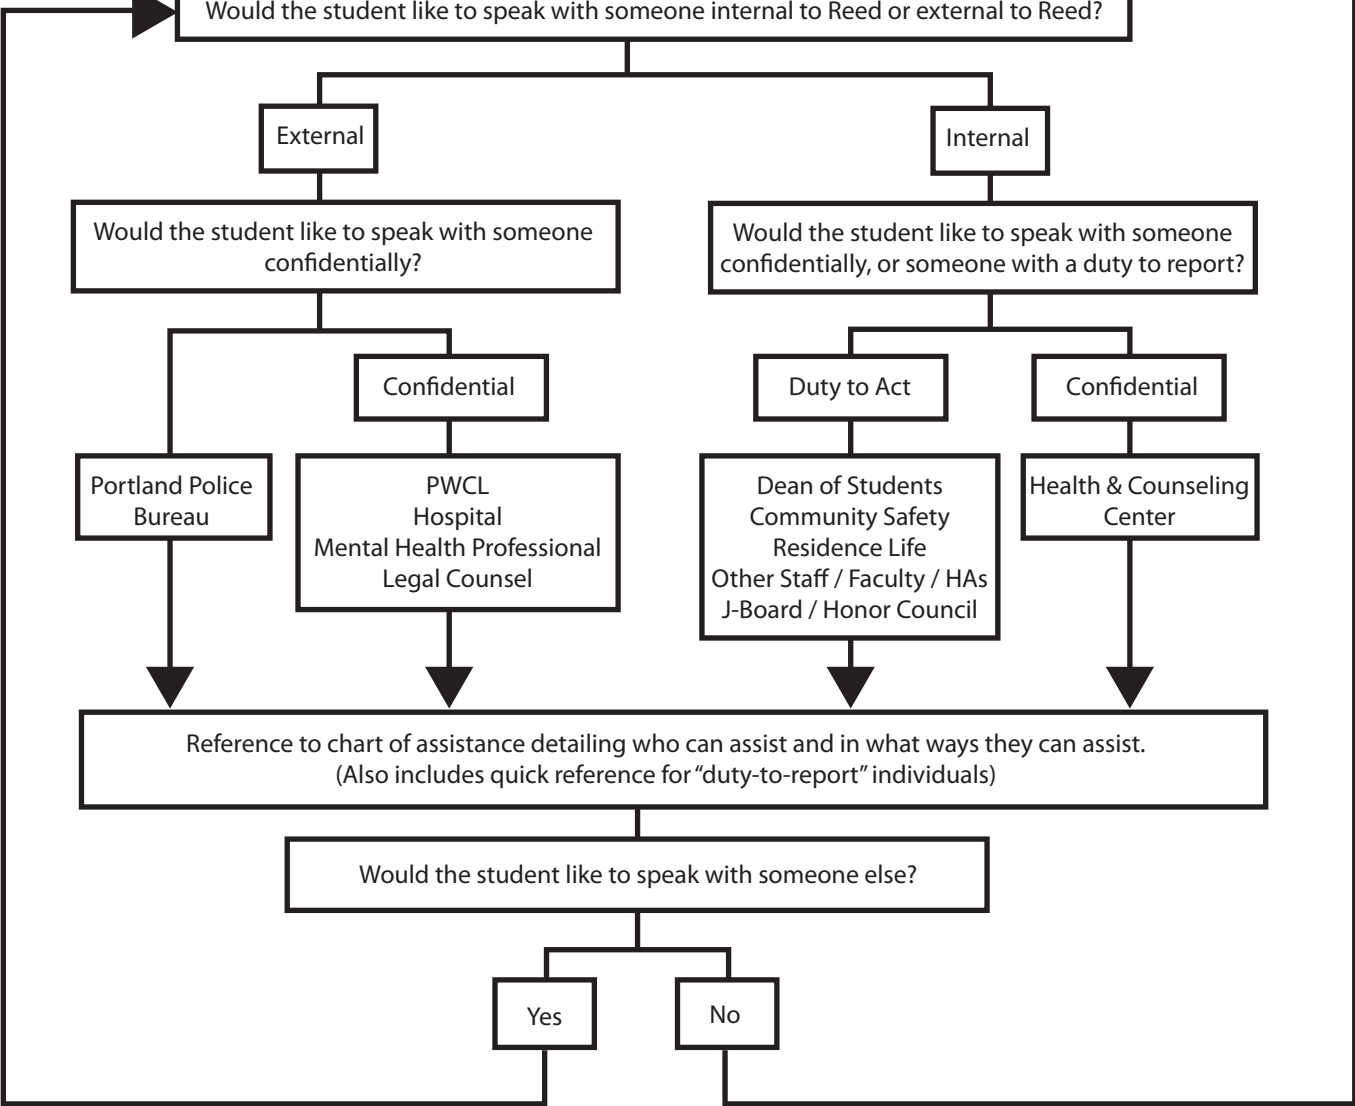 Would the student like to speak with someone internal to Reed or external to Reed?
External
Internal
Would the student like to speak with someone
confidentially?
Would the student like to speak with someone
confidentially, or someone with a duty to report?
Confidential
Duty to Act
Confidential
Portland Police
Bureau
PWCL
Hospital
Mental Health Professional
Legal Counsel
Dean of Students
Community Safety
Residence Life
Other Staff / Faculty / HAs
J-Board / Honor Council
Health & Counseling
Center
Reference to chart of assistance detailing who can assist and in what ways they can assist.
(Also includes quick reference for “duty-to-report” individuals)
Would the student like to speak with someone else?
Yes
No